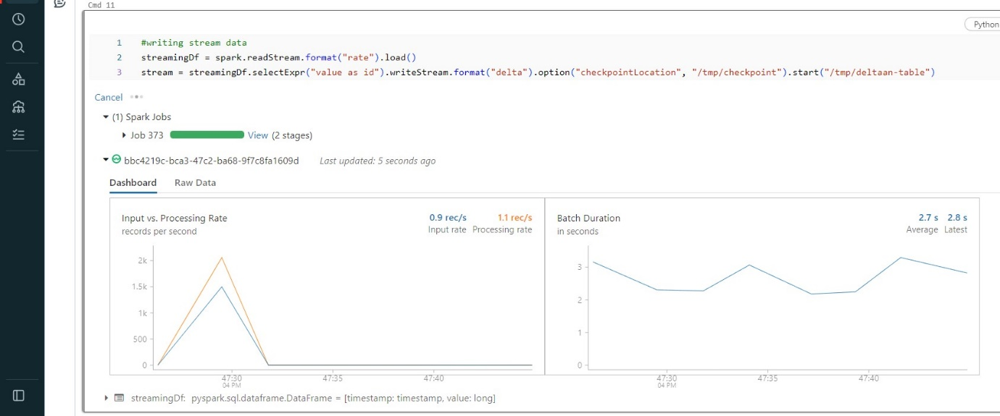 Cmd 11
Python
1 #writing stream data
2 streamingDf = spark.readStream.format("rate").load()
3 stream = streamingDf.selectExpr("value as id").writeStream.format("delta").option("checkpointLocation", "/tmp/checkpoint").start("/tmp/deltaan-table")
Cancel
(1) Spark Jobs
Job 373 View (2 stages)
bbc4219c-bca3-47c2-ba68-9f7c8fa1609d Last updated: 5 seconds ago
Dashboard Raw Data
Input vs. Processing Rate 0.9 rec/s 1.1 rec/s
records per second Input rate Processing rate
2k
1.5k
1k
500
0
47:30 47:35 47:40
04 PM
Batch Duration 2.7 s 2.8 s
in seconds Average Latest
3
2
1
0
47:30 47:35 47:40
04 PM
streamingDf: pyspark.sql.dataframe.DataFrame = [timestamp: timestamp, value: long]